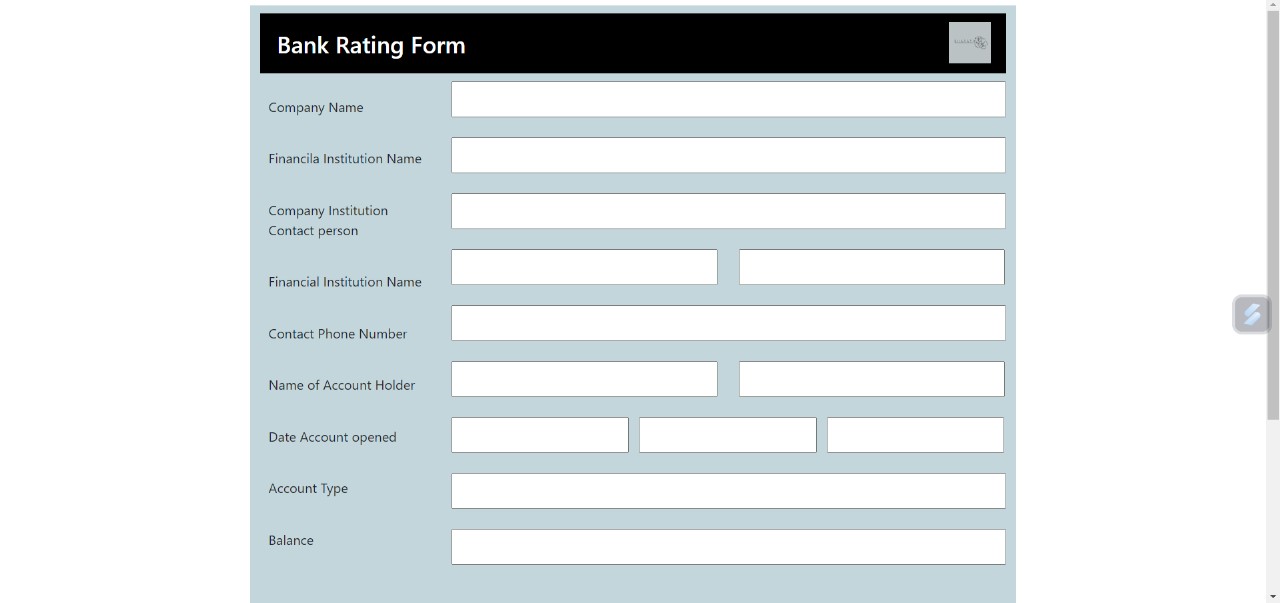 Bank Rating Form
Company Name
Financila Institution Name
Company Institution
Contact person
Financial Institution Name
Contact Phone Number
Name of Account Holder
Date Account opened
Account Type
Balance